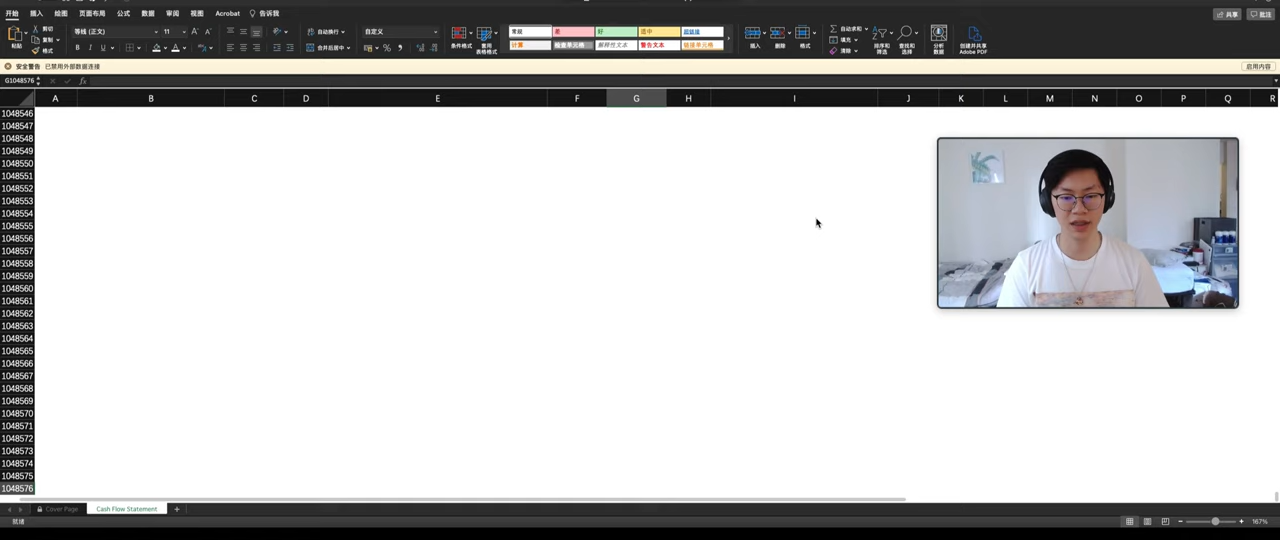 开始 插入 绘图 页面布局 公式 数据 审阅 视图 Acrobat 告诉我 共享 批注
粘贴 剪切 复制 格式
等线 (正文) 11 A A
B I U
自动换行
合并后居中
自定义
%
条件格式 套用表格格式
常规 差 好 适中 超链接
计算 检查单元格 解释性文本 警告文本 链接单元格
插入 删除 格式
自动求和
填充
清除
排序和筛选 查找和选择 分析数据 创建并共享 Adobe PDF
安全警告 已禁用外部数据连接 启用内容
G1048576 fx
A B C D E F G H I J K L M N O P Q R
1048546
1048547
1048548
1048549
1048550
1048551
1048552
1048553
1048554
1048555
1048556
1048557
1048558
1048559
1048560
1048561
1048562
1048563
1048564
1048565
1048566
1048567
1048568
1048569
1048570
1048571
1048572
1048573
1048574
1048575
1048576
Cover Page Cash Flow Statement +
就绪 167%